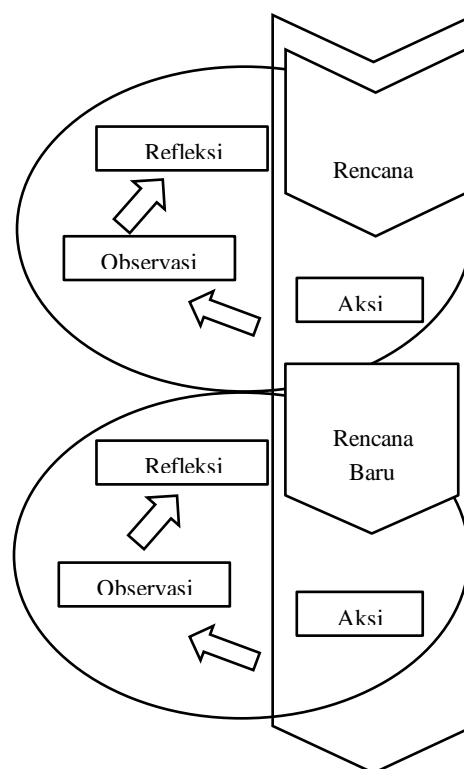 Refleksi
Rencana
Observasi
Aksi
Rencana
Baru
Refleksi
Observasi
Aksi